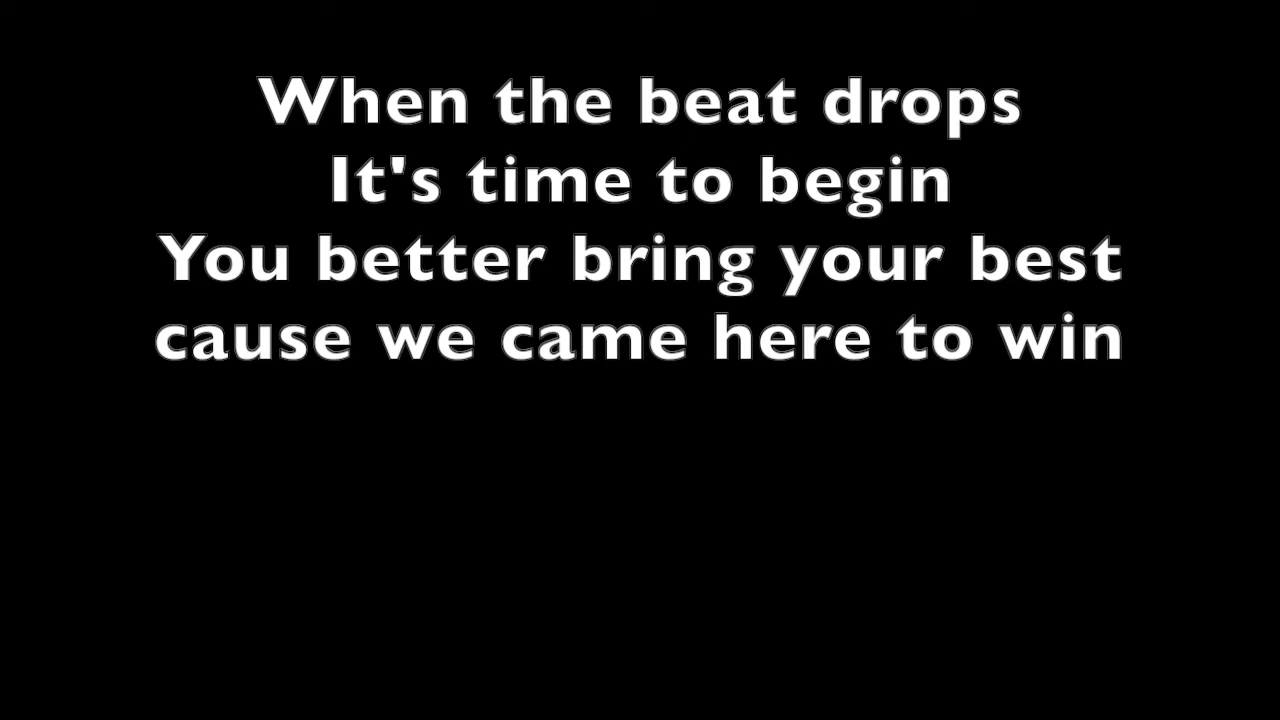 When the beat drops
It's time to begin
You better bring your best
cause we came here to win